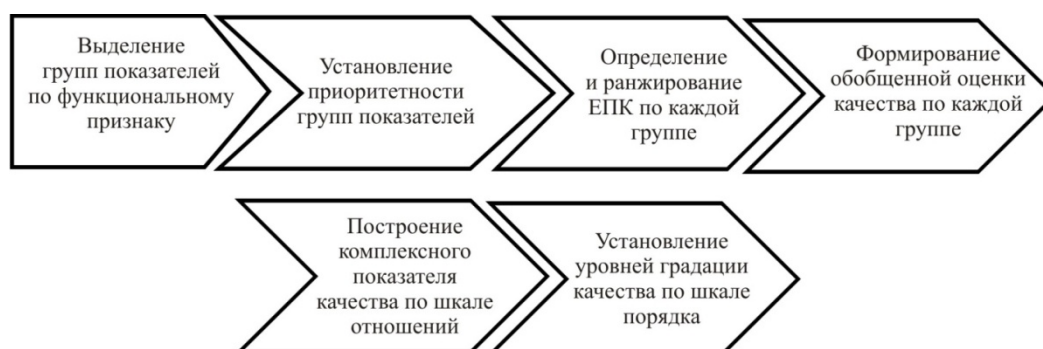 Выделение
групп показателей
по функциональному
признаку
Установление
приоритетности
групп показателей
Определение
и ранжирование
ЕПК по каждой
группе
Формирование
обобщенной оценки
качества по каждой
группе
Построение
комплексного
показателя
качества по шкале
отношений
Установление
уровней градации
качества по шкале
порядка